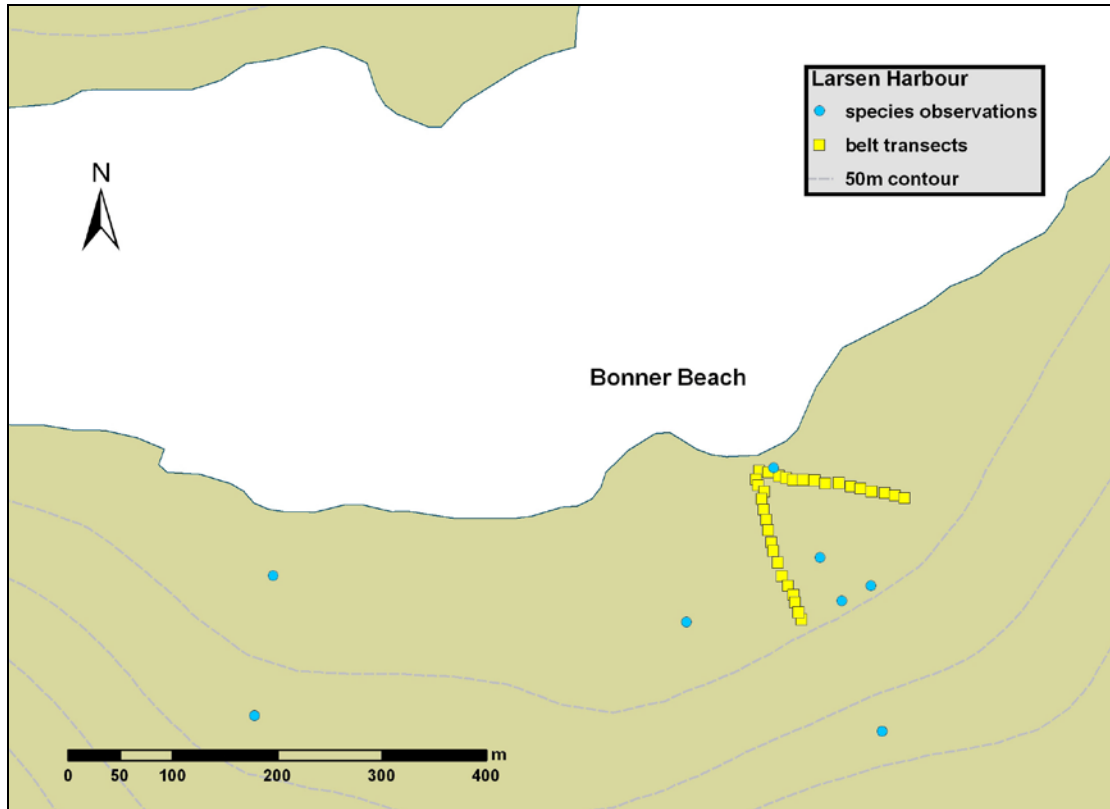 Larsen Harbour
species observations
belt transects
50m contour
N
Bonner Beach
m
0 50 100 200 300 400